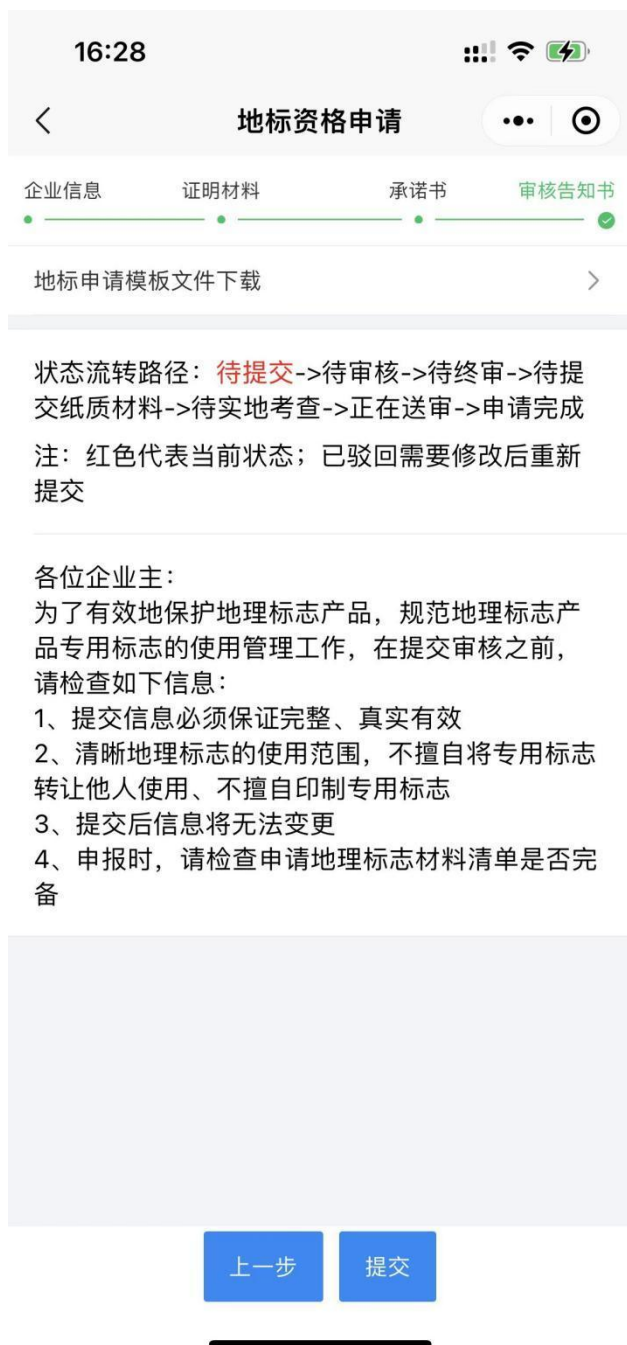 16:28
地标资格申请
企业信息 证明材料 承诺书 审核告知书
地标申请模板文件下载
状态流转路径：待提交->待审核->待终审->待提
交纸质材料->待实地考查->正在送审->申请完成
注：红色代表当前状态；已驳回需要修改后重新
提交
各位企业主：
为了有效地保护地理标志产品，规范地理标志产
品专用标志的使用管理工作，在提交审核之前，
请检查如下信息：
1、提交信息必须保证完整、真实有效
2、清晰地理标志的使用范围，不擅自将专用标志
转让他人使用、不擅自印制专用标志
3、提交后信息将无法变更
4、申报时，请检查申请地理标志材料清单是否完
备
上一步 提交